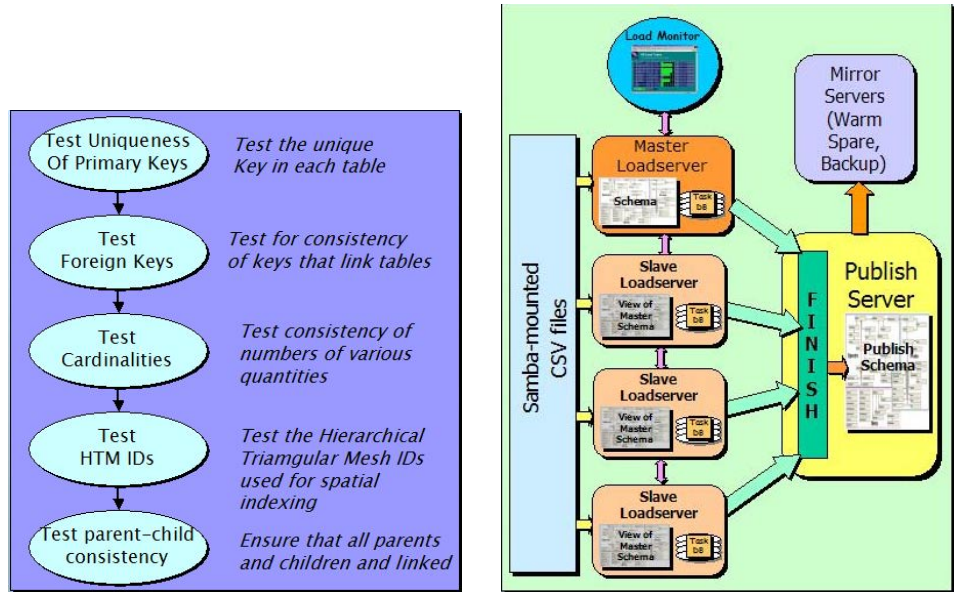 Test Uniqueness
Of Primary Keys
Test the unique
Key in each table
Test
Foreign Keys
Test for consistency
of keys that link tables
Test
Cardinalities
Test consistency of
numbers of various
quantities
Test
HTM IDs
Test the Hierarchical
Triamgular Mesh IDs
used for spatial
indexing
Test parent-child
consistency
Ensure that all parents
and children and linked
Load Monitor
Samba-mounted
CSV files
Master
Loadserver
Schema
Task
DB
Slave
Loadserver
View of
Master
Schema
Task
DB
Slave
Loadserver
View of
Master
Schema
Task
DB
Slave
Loadserver
View of
Master
Schema
Task
DB
FINISH
Mirror
Servers
(Warm
Spare,
Backup)
Publish
Server
Publish
Schema